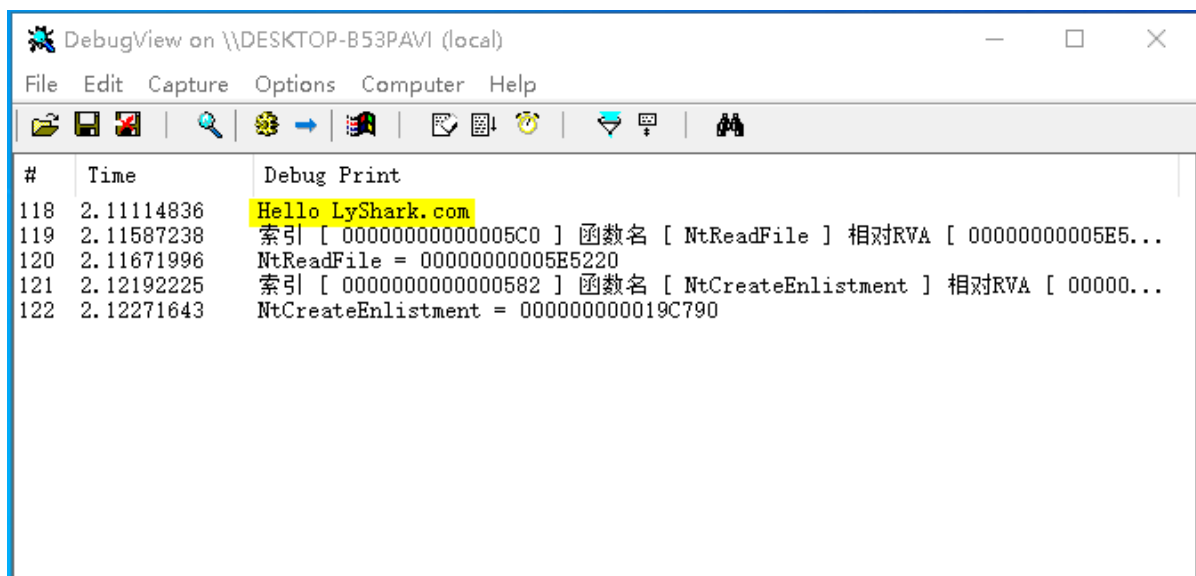 DebugView on \\DESKTOP-B53PAVI (local)
File Edit Capture Options Computer Help
# Time Debug Print
118 2.11114836 Hello LyShark.com
119 2.11587238 索引 [ 00000000000005C0 ] 函数名 [ NtReadFile ] 相对RVA [ 00000000005E5...
120 2.11671996 NtReadFile = 00000000005E5220
121 2.12192225 索引 [ 0000000000000582 ] 函数名 [ NtCreateEnlistment ] 相对RVA [ 00000...
122 2.12271643 NtCreateEnlistment = 000000000019C790